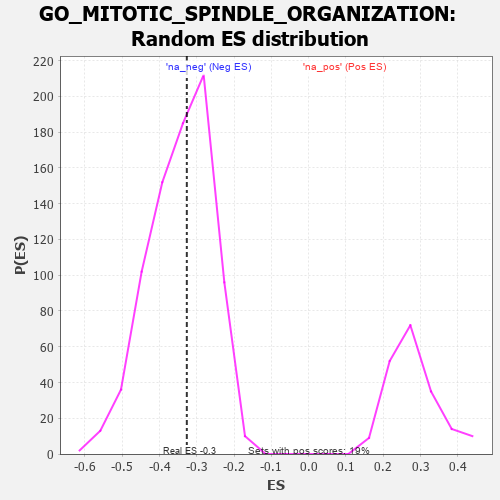 GO_MITOTIC_SPINDLE_ORGANIZATION:
Random ES distribution
'na_neg' (Neg ES) 'na_pos' (Pos ES)
220
200
180
160
140
120
100
80
60
40
20
0
P(ES)
Real ES -0.3 Sets with pos scores: 19%
-0.6 -0.5 -0.4 -0.3 -0.2 -0.1 0.0 0.1 0.2 0.3 0.4
ES